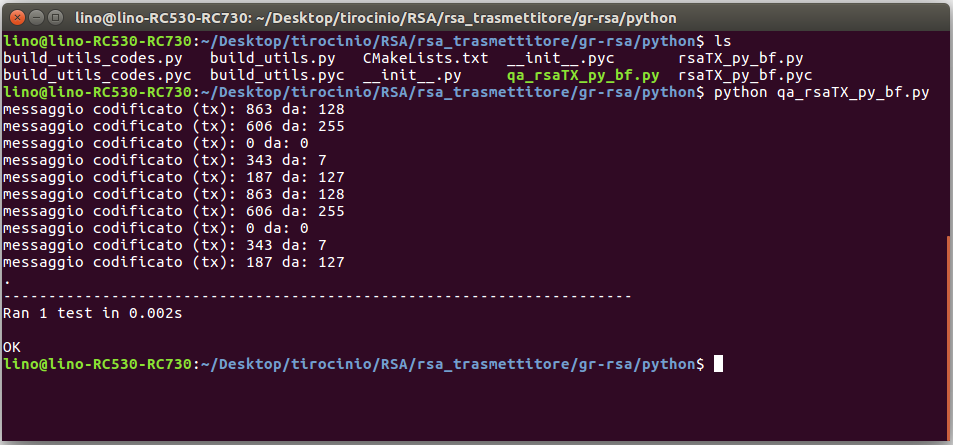 lino@lino-RC530-RC730: ~/Desktop/tirocinio/RSA/rsa_trasmettitore/gr-rsa/python
lino@lino-RC530-RC730:~/Desktop/tirocinio/RSA/rsa_trasmettitore/gr-rsa/python$ ls
build_utils_codes.py   build_utils.py   CMakeLists.txt  __init__.pyc       rsaTX_py_bf.py
build_utils_codes.pyc  build_utils.pyc  __init__.py     qa_rsaTX_py_bf.py  rsaTX_py_bf.pyc
lino@lino-RC530-RC730:~/Desktop/tirocinio/RSA/rsa_trasmettitore/gr-rsa/python$ python qa_rsaTX_py_bf.py
messaggio codificato (tx): 863 da: 128
messaggio codificato (tx): 606 da: 255
messaggio codificato (tx): 0 da: 0
messaggio codificato (tx): 343 da: 7
messaggio codificato (tx): 187 da: 127
messaggio codificato (tx): 863 da: 128
messaggio codificato (tx): 606 da: 255
messaggio codificato (tx): 0 da: 0
messaggio codificato (tx): 343 da: 7
messaggio codificato (tx): 187 da: 127
.
----------------------------------------------------------------------
Ran 1 test in 0.002s
OK
lino@lino-RC530-RC730:~/Desktop/tirocinio/RSA/rsa_trasmettitore/gr-rsa/python$